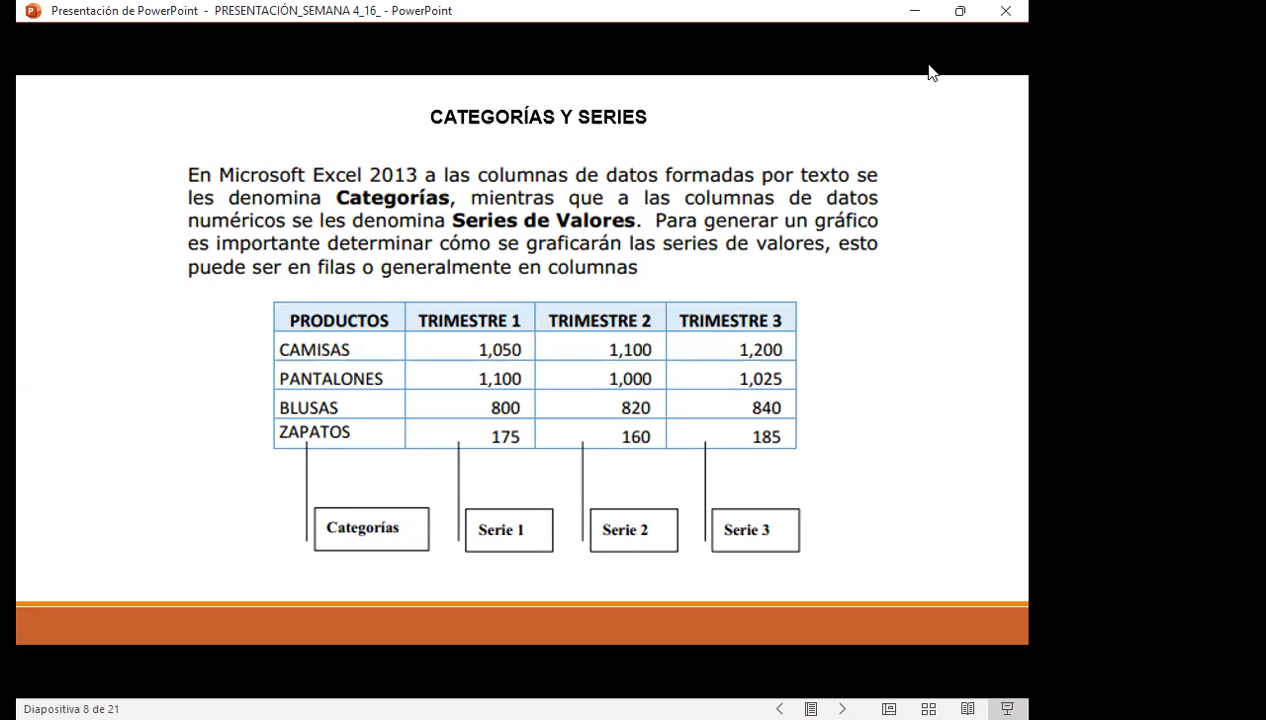 Presentación de PowerPoint - PRESENTACIÓN_SEMANA 4_16_ - PowerPoint
CATEGORÍAS Y SERIES
En Microsoft Excel 2013 a las columnas de datos formadas por texto se
les denomina Categorías, mientras que a las columnas de datos
numéricos se les denomina Series de Valores. Para generar un gráfico
es importante determinar cómo se graficarán las series de valores, esto
puede ser en filas o generalmente en columnas
PRODUCTOS TRIMESTRE 1 TRIMESTRE 2 TRIMESTRE 3
CAMISAS 1,050 1,100 1,200
PANTALONES 1,100 1,000 1,025
BLUSAS 800 820 840
ZAPATOS 175 160 185
Categorías Serie 1 Serie 2 Serie 3
Diapositiva 8 de 21